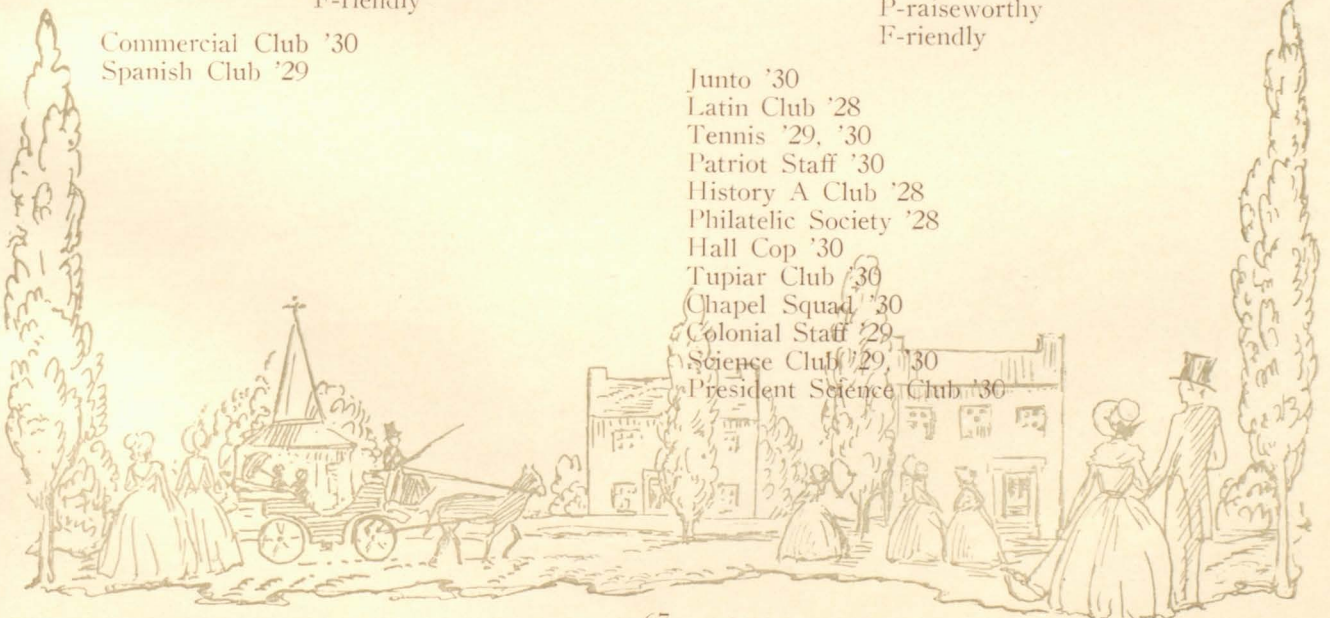 F-riendly
Commercial Club '30
Spanish Club '29
P-raiseworthy
F-riendly
Junto '30
Latin Club '28
Tennis '29, '30
Patriot Staff '30
History A Club '28
Philatelic Society '28
Hall Cop '30
Tupiar Club '30
Chapel Squad '30
Colonial Staff '29
Science Club '29, '30
President Science Club '30